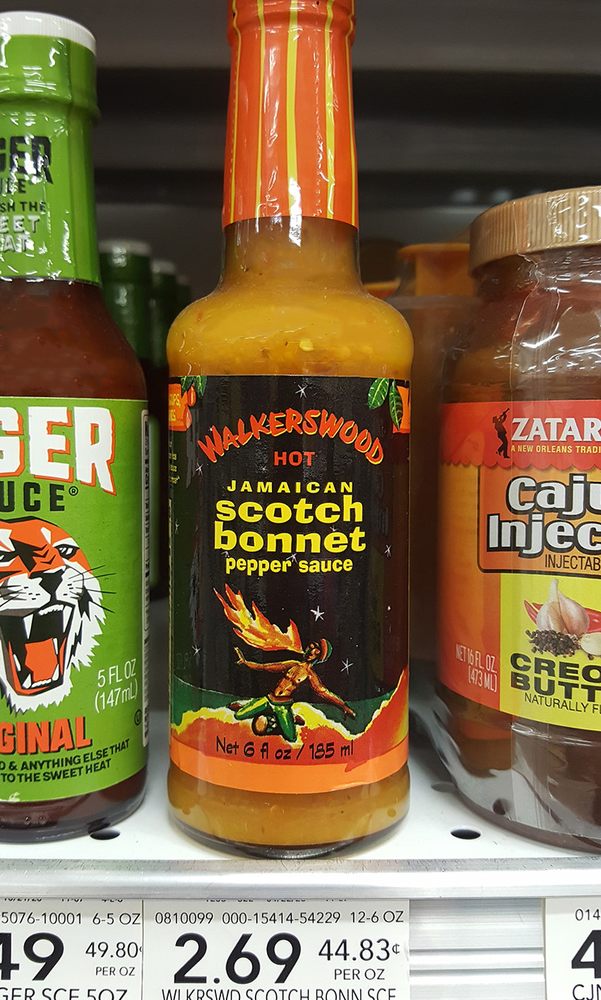 GER
SH THE
EET
GER
UCE®
5 FL OZ
(147mL)
GINAL
D & ANYTHING ELSE THAT
TO THE SWEET HEAT
WALKERSWOOD
HOT
JAMAICAN
scotch
bonnet
pepper sauce
Net 6 fl oz / 185 ml
ZATAR
A NEW ORLEANS TRADI
Caju
Injec
INJECTAB
NET 16 FL OZ
(473 ML)
CREO
BUTT
NATURALLY F
5076-10001 6-5 OZ
49
49.80¢
PER OZ
GER SCE 5OZ
0810099 000-15414-54229 12-6 OZ
2.69
44.83¢
PER OZ
WLKRSWD SCOTCH BONN SCE
014
4
CJN